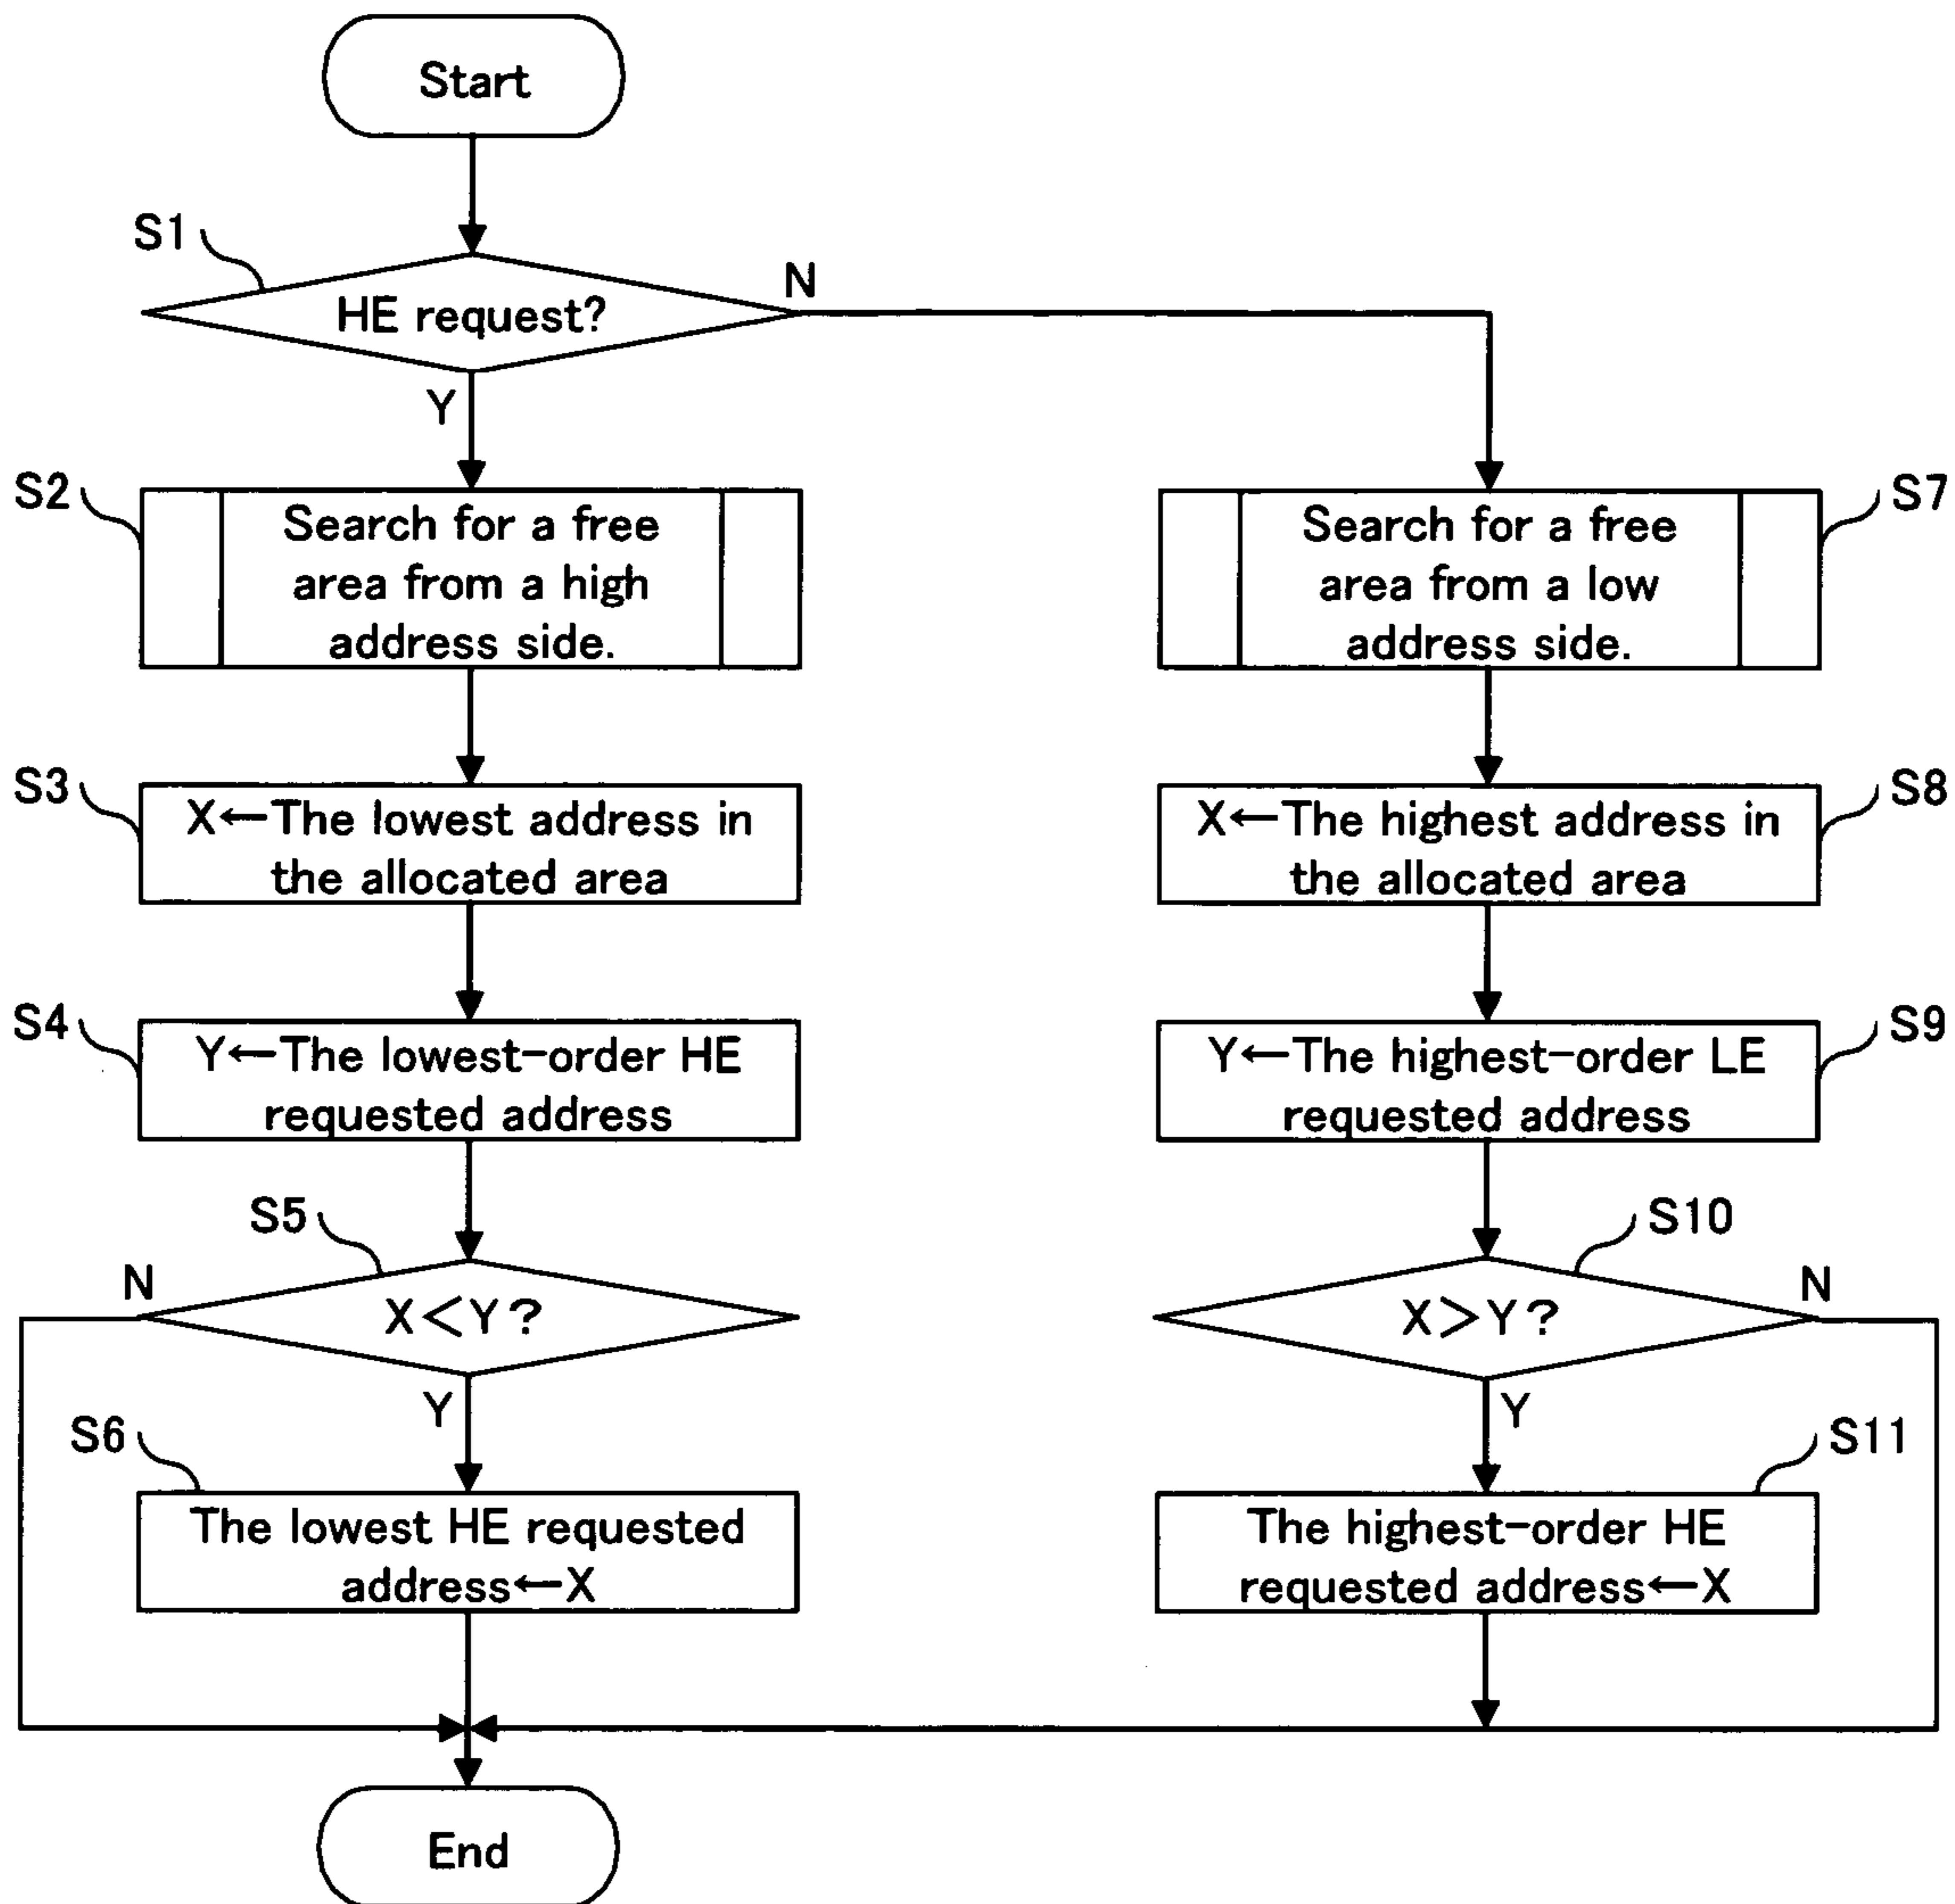 Start
S1
HE request?
N
Y
S2
Search for a free
area from a high
address side.
S3
X←The lowest address in
the allocated area
S4
Y←The lowest-order HE
requested address
S5
X<Y?
N
Y
S6
The lowest HE requested
address←X
S7
Search for a free
area from a low
address side.
S8
X←The highest address in
the allocated area
S9
Y←The highest-order LE
requested address
S10
X>Y?
N
Y
S11
The highest-order HE
requested address←X
End